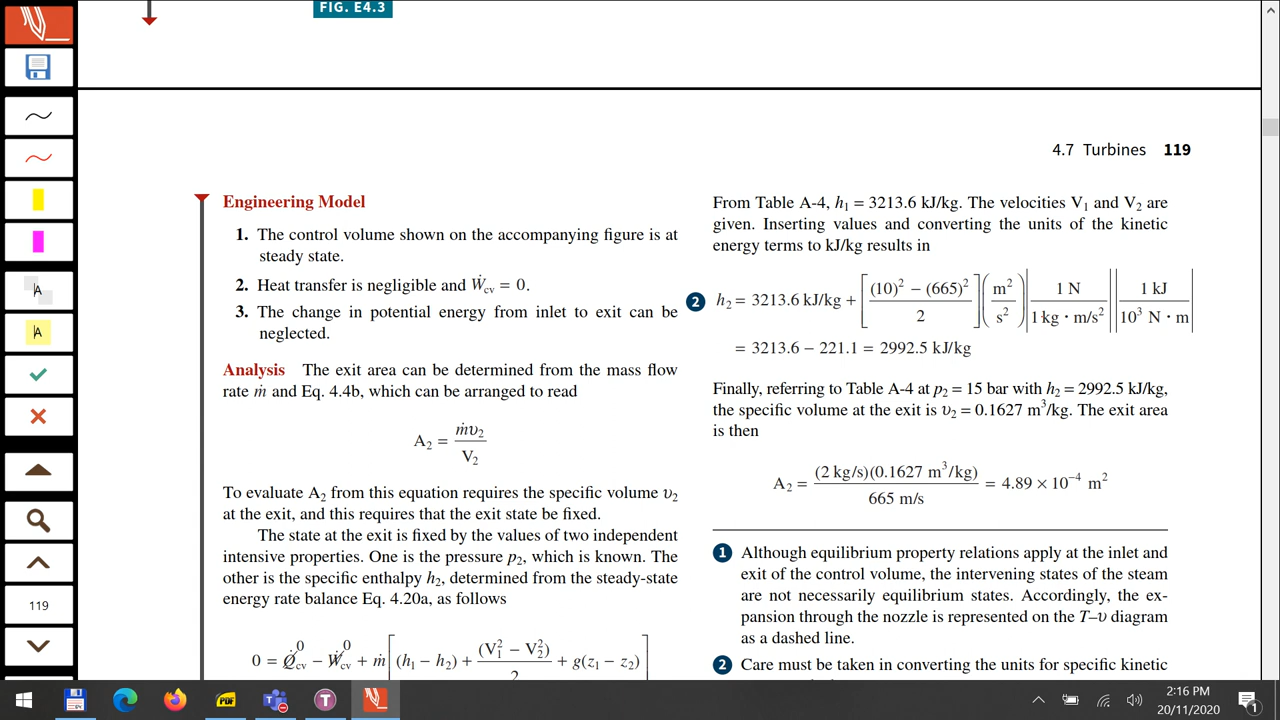 FIG. E4.3
4.7 Turbines 119
Engineering Model
1. The control volume shown on the accompanying figure is at
steady state.
2. Heat transfer is negligible and Ẇcv = 0.
3. The change in potential energy from inlet to exit can be
neglected.
Analysis The exit area can be determined from the mass flow
rate ṁ and Eq. 4.4b, which can be arranged to read
A₂ = ṁυ₂ / V₂
To evaluate A₂ from this equation requires the specific volume υ₂
at the exit, and this requires that the exit state be fixed.
The state at the exit is fixed by the values of two independent
intensive properties. One is the pressure p₂, which is known. The
other is the specific enthalpy h₂, determined from the steady-state
energy rate balance Eq. 4.20a, as follows
0 = Q̇cv⁰ − Ẇcv⁰ + ṁ[(h₁ − h₂) + (V₁² − V₂²) / 2 + g(z₁ − z₂)]
From Table A-4, h₁ = 3213.6 kJ/kg. The velocities V₁ and V₂ are
given. Inserting values and converting the units of the kinetic
energy terms to kJ/kg results in
2 h₂ = 3213.6 kJ/kg + [(10)² − (665)² / 2](m² / s²)|1 N / 1 kg · m/s²||1 kJ / 10³ N · m|
= 3213.6 − 221.1 = 2992.5 kJ/kg
Finally, referring to Table A-4 at p₂ = 15 bar with h₂ = 2992.5 kJ/kg,
the specific volume at the exit is υ₂ = 0.1627 m³/kg. The exit area
is then
A₂ = (2 kg/s)(0.1627 m³/kg) / 665 m/s = 4.89 × 10⁻⁴ m²
1 Although equilibrium property relations apply at the inlet and
exit of the control volume, the intervening states of the steam
are not necessarily equilibrium states. Accordingly, the ex-
pansion through the nozzle is represented on the T–υ diagram
as a dashed line.
2 Care must be taken in converting the units for specific kinetic
A
A
119
PDF
T
2:16 PM
20/11/2020
1